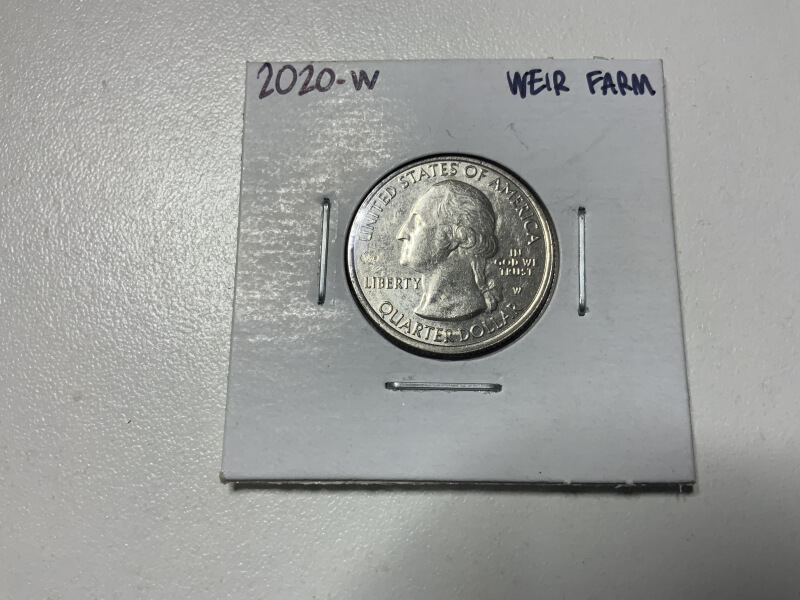 2020-W WEIR FARM
UNITED STATES OF AMERICA
LIBERTY
IN
GOD WE
TRUST
W
QUARTER DOLLAR